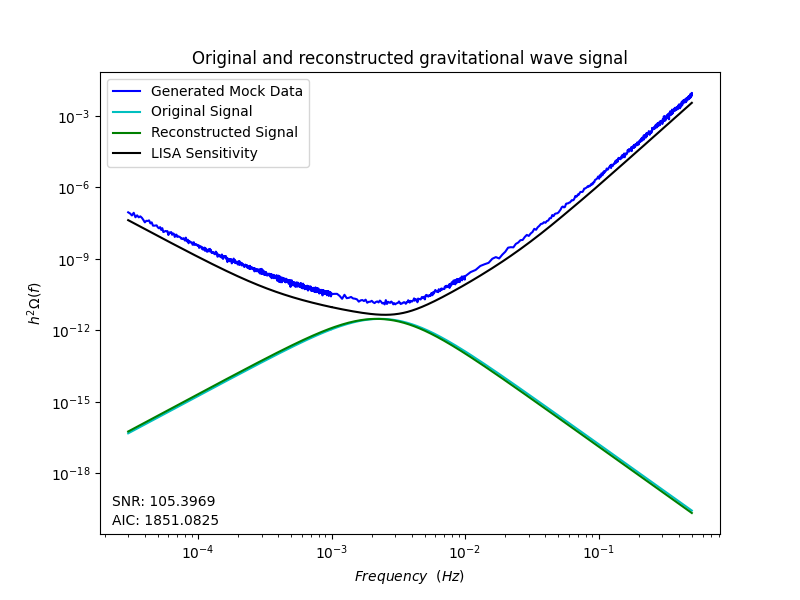 Original and reconstructed gravitational wave signal
Generated Mock Data
Original Signal
Reconstructed Signal
LISA Sensitivity
10⁻³
10⁻⁶
10⁻⁹
10⁻¹²
10⁻¹⁵
10⁻¹⁸
h²Ω(f)
SNR: 105.3969
AIC: 1851.0825
10⁻⁴ 10⁻³ 10⁻² 10⁻¹
Frequency (Hz)